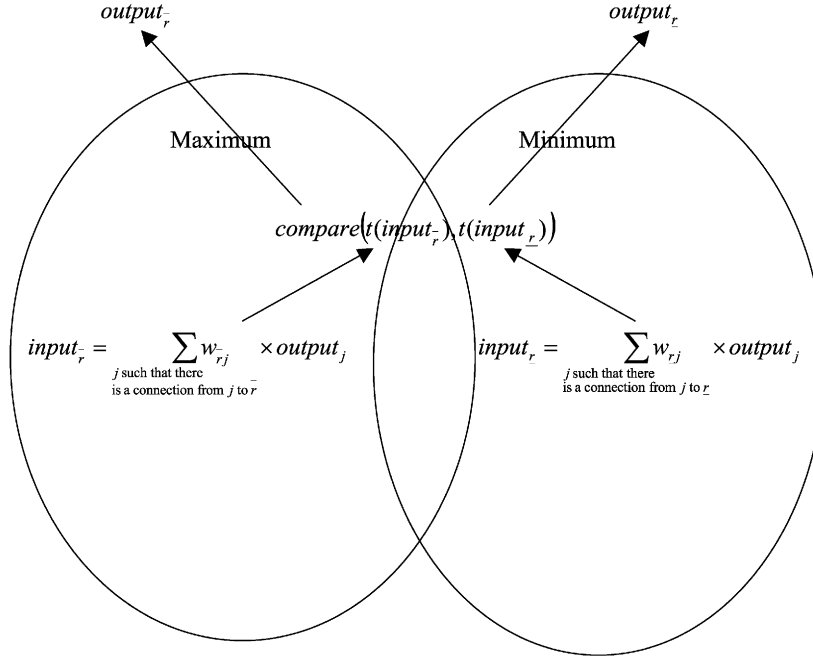 output_r̄ output_r̲
Maximum Minimum
compare(t(input_r̄), t(input_r̲))
input_r̄ = ∑ w_r̄j × output_j input_r̲ = ∑ w_r̲j × output_j
j such that there j such that there
is a connection from j to r̄ is a connection from j to r̲